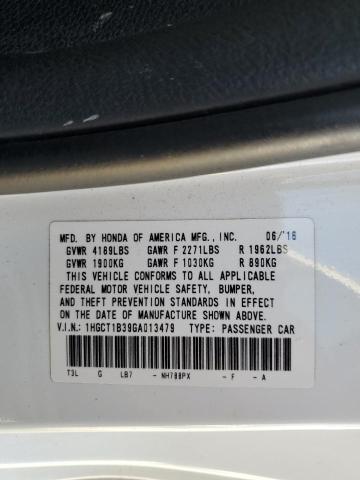 MFD. BY HONDA OF AMERICA MFG., INC. 06/'16
GVWR 4189LBS GAWR F 2271LBS R 1962LBS
GVWR 1900KG GAWR F 1030KG R 890KG
THIS VEHICLE CONFORMS TO ALL APPLICABLE
FEDERAL MOTOR VEHICLE SAFETY, BUMPER,
AND THEFT PREVENTION STANDARDS IN EFFECT
ON THE DATE OF MANUFACTURE SHOWN ABOVE.
V.I.N.: 1HGCT1B39GA013479 TYPE: PASSENGER CAR
T3L G LB7 - NH788PX - F - A